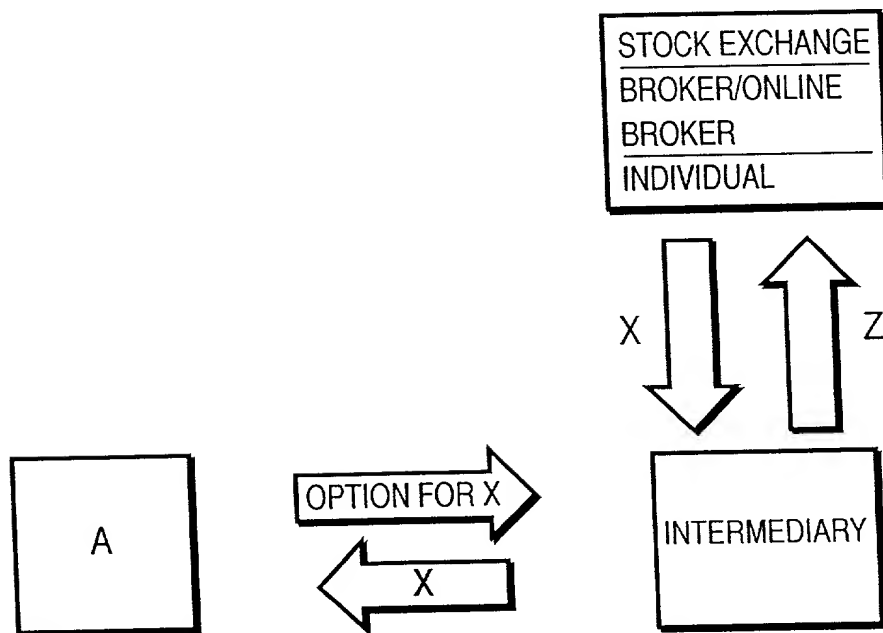 STOCK EXCHANGE
BROKER/ONLINE
BROKER
INDIVIDUAL
X
Z
OPTION FOR X
A
INTERMEDIARY
X